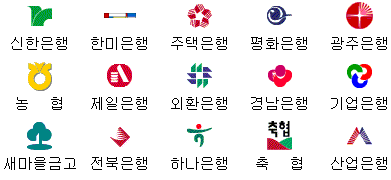 신한은행 한미은행 주택은행 평화은행 광주은행
농 협 제일은행 외환은행 경남은행 기업은행
축협
새마을금고 전북은행 하나은행 축 협 산업은행